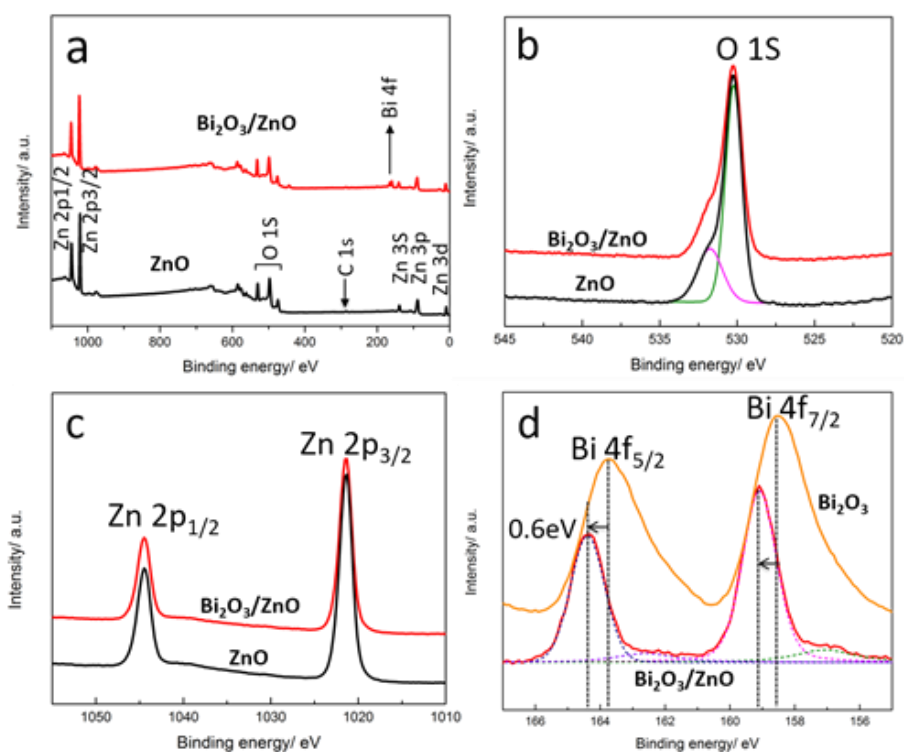 a
Bi₂O₃/ZnO
Bi 4f
Zn 2p1/2
Zn 2p3/2
ZnO
O 1S
C 1s
Zn 3S
Zn 3p
Zn 3d
Intensity/ a.u.
1000 800 600 400 200 0
Binding energy/ eV
b
O 1S
Bi₂O₃/ZnO
ZnO
Intensity/ a.u.
545 540 535 530 525 520
Binding energy/ eV
c
Zn 2p₃/₂
Zn 2p₁/₂
Bi₂O₃/ZnO
ZnO
Intensity/ a.u.
1050 1040 1030 1020 1010
Binding energy/ eV
d
Bi 4f₇/₂
Bi 4f₅/₂
Bi₂O₃
0.6eV
Bi₂O₃/ZnO
Intensity/ a.u.
166 164 162 160 158 156
Binding energy/ eV